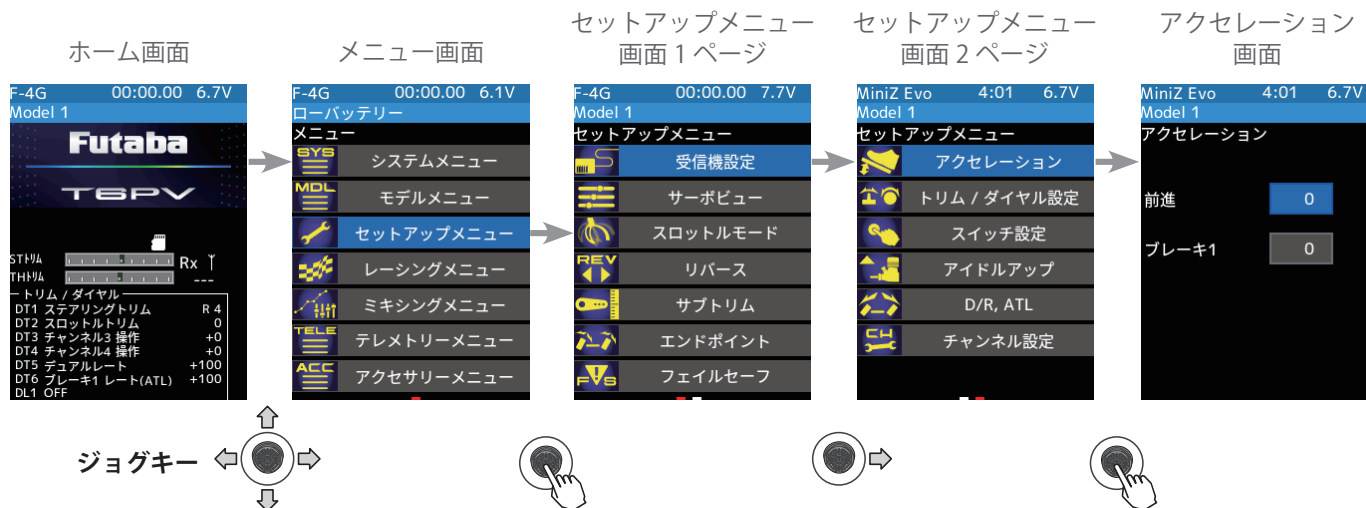 ホーム画面
メニュー画面
セットアップメニュー
画面 1 ページ
セットアップメニュー
画面 2 ページ
アクセレーション
画面
F-4G 00:00.00 6.7V
Model 1
Futaba
T6PV
STﾄﾘﾑ
Rx
THﾄﾘﾑ
---
トリム / ダイヤル
DT1 ステアリングトリム R 4
DT2 スロットルトリム 0
DT3 チャンネル3 操作 +0
DT4 チャンネル4 操作 +0
DT5 デュアルレート +100
DT6 ブレーキ1 レート(ATL) +100
DL1 OFF
F-4G 00:00.00 6.1V
ローバッテリー
メニュー
SYS システムメニュー
MDL モデルメニュー
セットアップメニュー
レーシングメニュー
ミキシングメニュー
TELE テレメトリーメニュー
ACC アクセサリーメニュー
F-4G 00:00.00 7.7V
Model 1
セットアップメニュー
受信機設定
サーボビュー
スロットルモード
REV リバース
サブトリム
エンドポイント
F/S フェイルセーフ
MiniZ Evo 4:01 6.7V
Model 1
セットアップメニュー
アクセレーション
トリム / ダイヤル設定
スイッチ設定
アイドルアップ
D/R, ATL
CH チャンネル設定
MiniZ Evo 4:01 6.7V
Model 1
アクセレーション
前進 0
ブレーキ1 0
ジョグキー